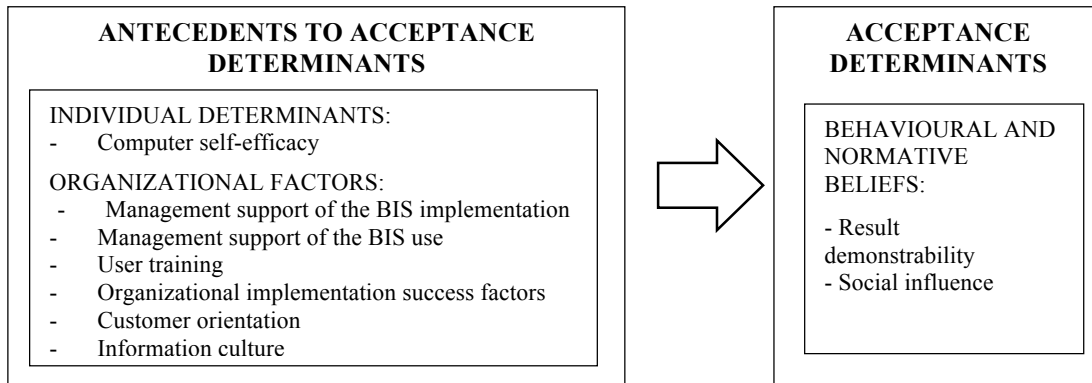 ANTECEDENTS TO ACCEPTANCE
DETERMINANTS
INDIVIDUAL DETERMINANTS:
- Computer self-efficacy
ORGANIZATIONAL FACTORS:
- Management support of the BIS implementation
- Management support of the BIS use
- User training
- Organizational implementation success factors
- Customer orientation
- Information culture
ACCEPTANCE
DETERMINANTS
BEHAVIOURAL AND
NORMATIVE
BELIEFS:
- Result
demonstrability
- Social influence